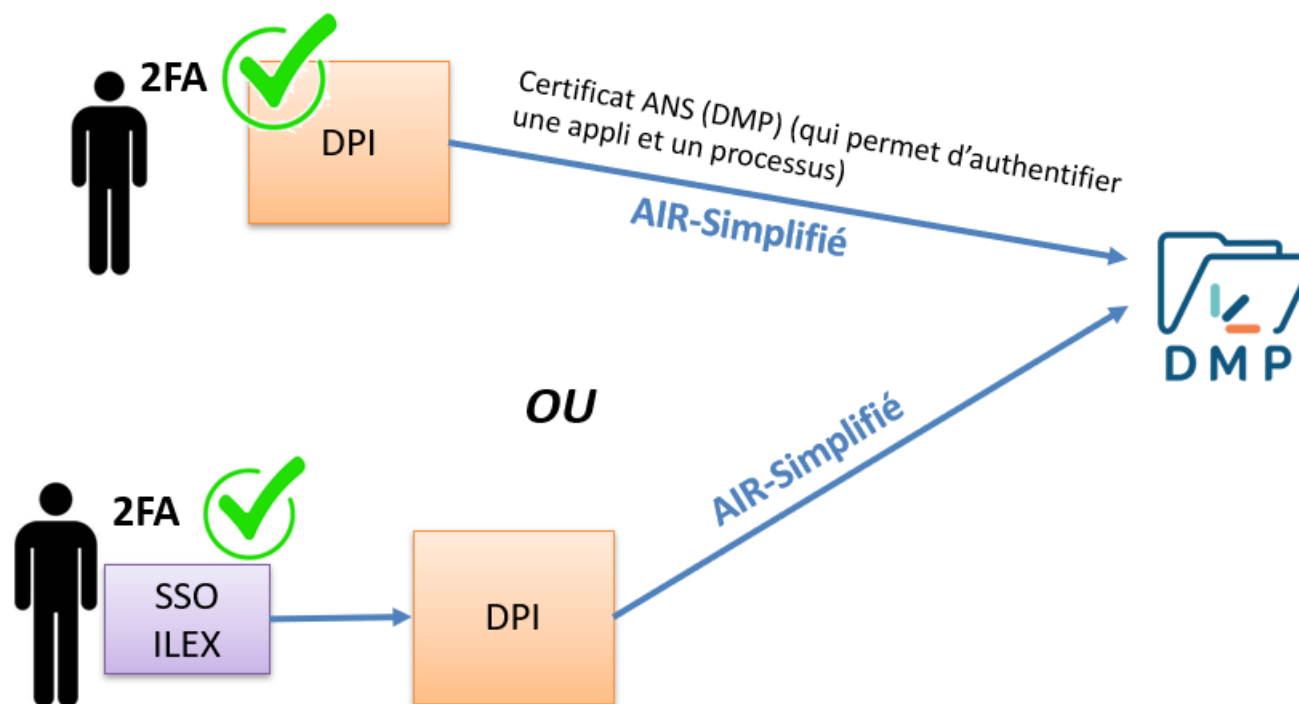 2FA
DPI
Certificat ANS (DMP) (qui permet d’authentifier
une appli et un processus)
AIR-Simplifié
DMP
OU
AIR-Simplifié
2FA
SSO
ILEX
DPI